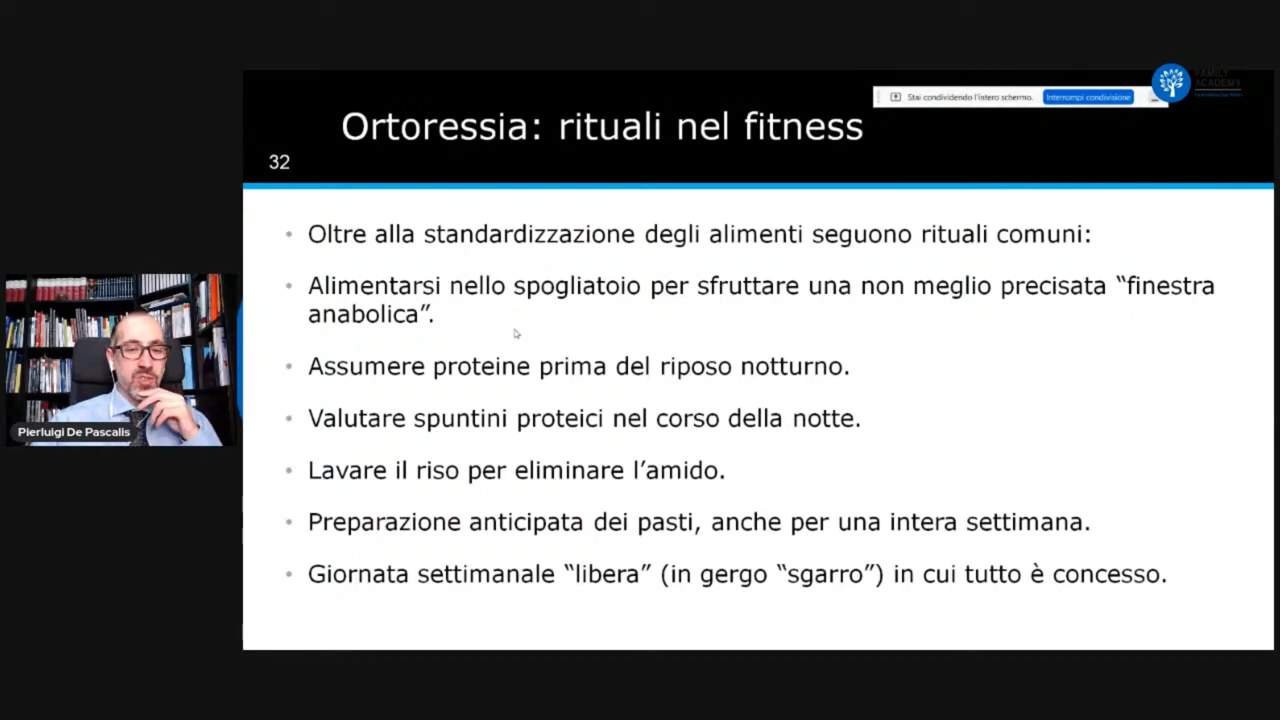 Stai condividendo l'intero schermo.
Interrompi condivisione
FAMILY
ACADEMY
Ortoressia: rituali nel fitness
32
• Oltre alla standardizzazione degli alimenti seguono rituali comuni:
• Alimentarsi nello spogliatoio per sfruttare una non meglio precisata “finestra
anabolica”.
• Assumere proteine prima del riposo notturno.
• Valutare spuntini proteici nel corso della notte.
• Lavare il riso per eliminare l’amido.
• Preparazione anticipata dei pasti, anche per una intera settimana.
• Giornata settimanale “libera” (in gergo “sgarro”) in cui tutto è concesso.
Pierluigi De Pascalis